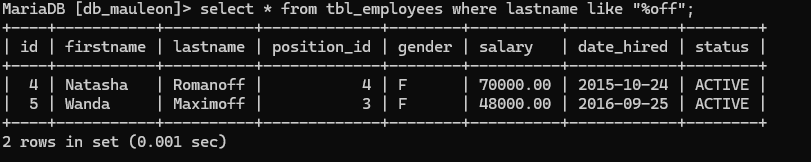 MariaDB [db_mauleon]> select * from tbl_employees where lastname like "%off";
+----+-----------+----------+-------------+--------+----------+------------+--------+
| id | firstname | lastname | position_id | gender | salary   | date_hired | status |
+----+-----------+----------+-------------+--------+----------+------------+--------+
|  4 | Natasha   | Romanoff |           4 | F      | 70000.00 | 2015-10-24 | ACTIVE |
|  5 | Wanda     | Maximoff |           3 | F      | 48000.00 | 2016-09-25 | ACTIVE |
+----+-----------+----------+-------------+--------+----------+------------+--------+
2 rows in set (0.001 sec)